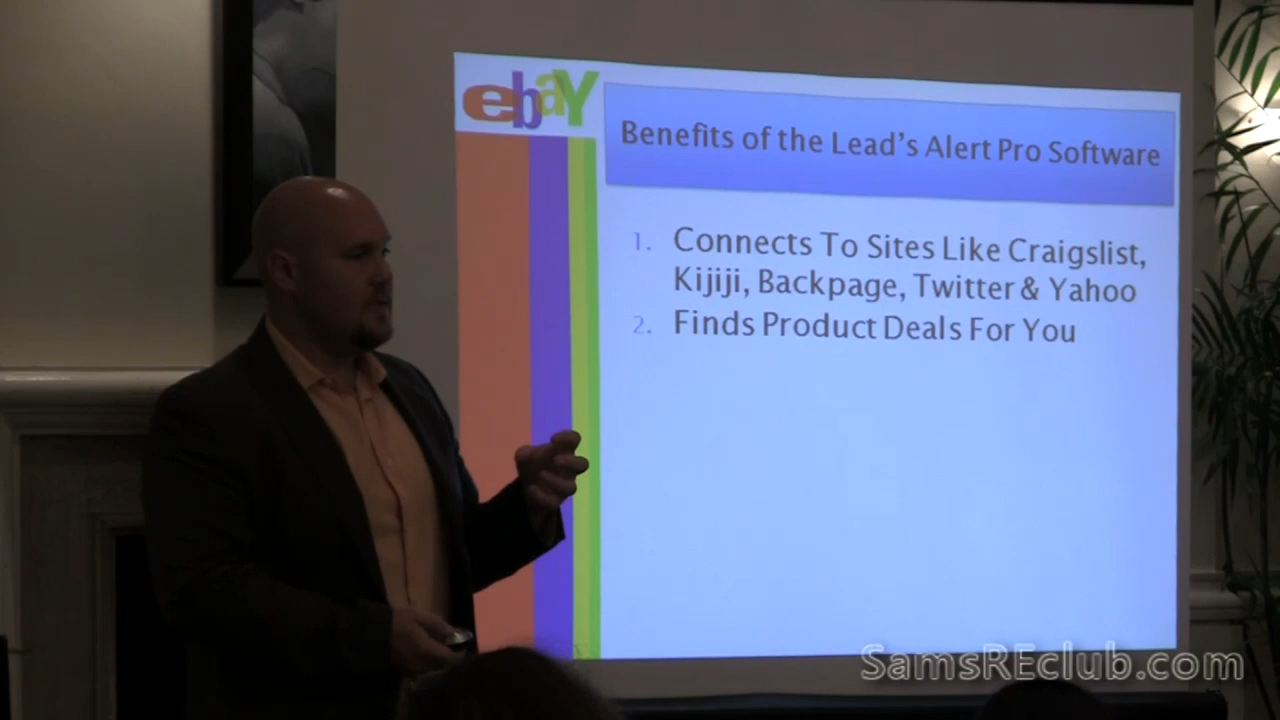 ebay
Benefits of the Lead's Alert Pro Software
1. Connects To Sites Like Craigslist,
Kijiji, Backpage, Twitter & Yahoo
2. Finds Product Deals For You
SamsREclub.com